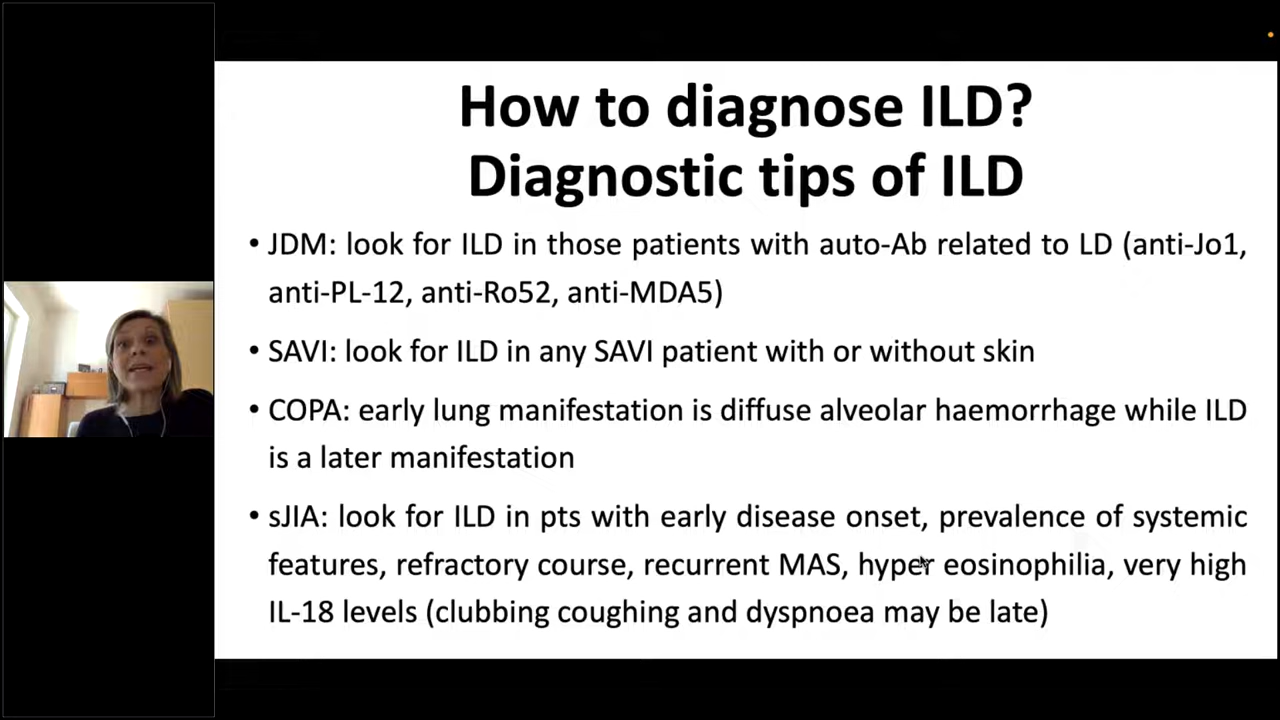 How to diagnose ILD?
Diagnostic tips of ILD
• JDM: look for ILD in those patients with auto-Ab related to LD (anti-Jo1,
anti-PL-12, anti-Ro52, anti-MDA5)
• SAVI: look for ILD in any SAVI patient with or without skin
• COPA: early lung manifestation is diffuse alveolar haemorrhage while ILD
is a later manifestation
• sJIA: look for ILD in pts with early disease onset, prevalence of systemic
features, refractory course, recurrent MAS, hyper eosinophilia, very high
IL-18 levels (clubbing coughing and dyspnoea may be late)